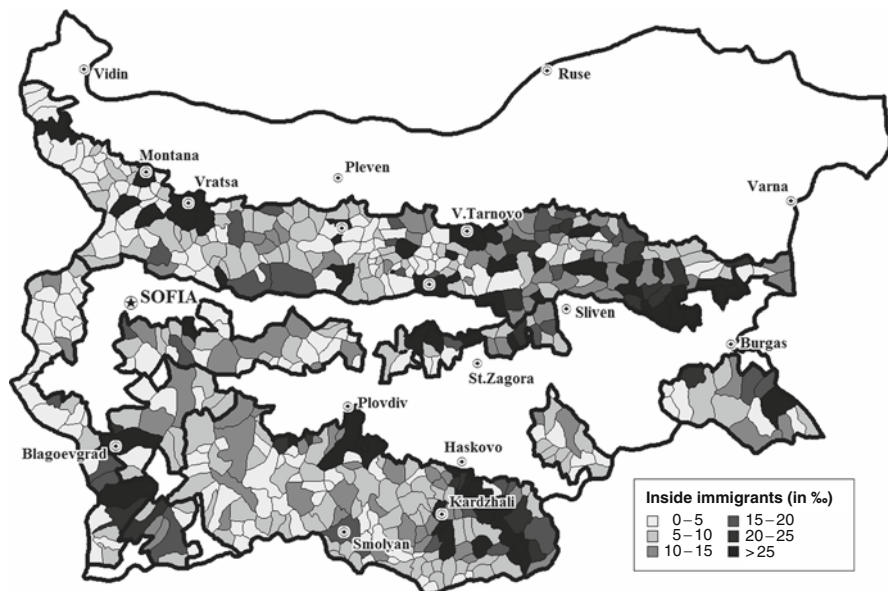 Vidin
Ruse
Montana
Pleven
Vratsa
Varna
V.Tarnovo
SOFIA
Sliven
Burgas
St.Zagora
Plovdiv
Blagoevgrad
Haskovo
Kardzhali
Smolyan
Inside immigrants (in ‰)
0–5 15–20
5–10 20–25
10–15 >25